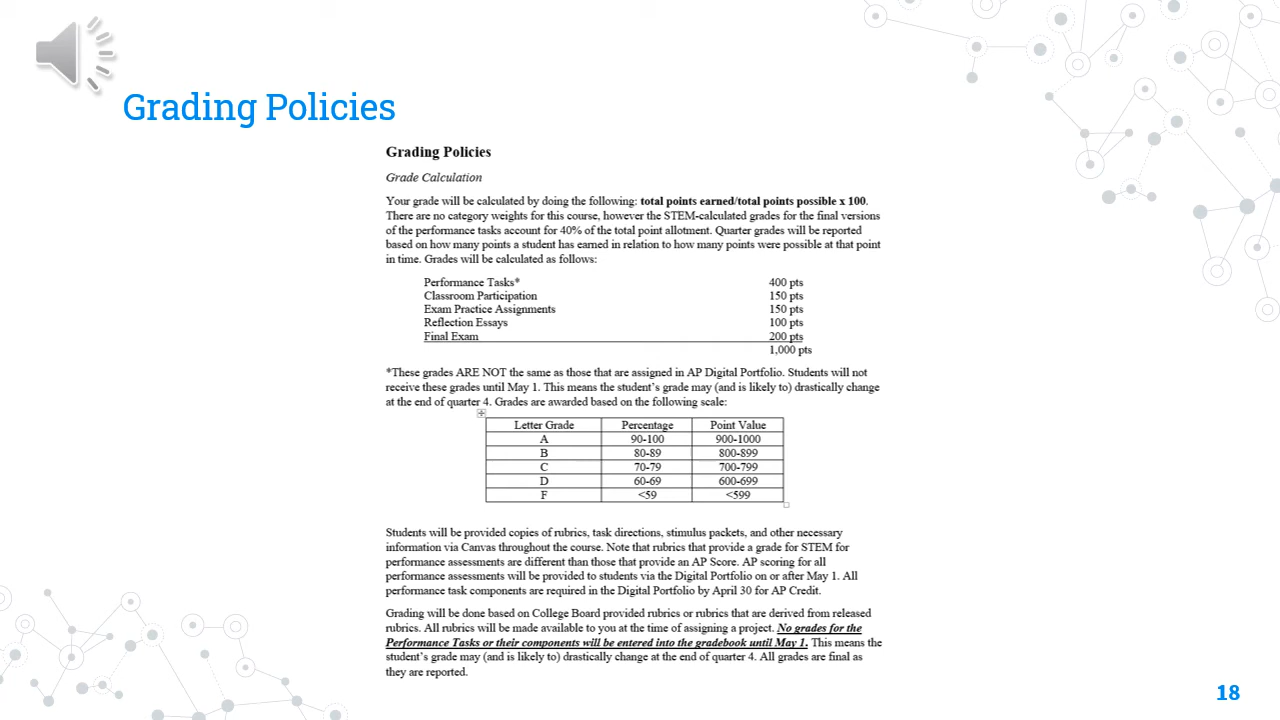 Grading Policies
Grading Policies
Grade Calculation
Your grade will be calculated by doing the following: total points earned/total points possible x 100.
There are no category weights for this course, however the STEM-calculated grades for the final versions
of the performance tasks account for 40% of the total point allotment. Quarter grades will be reported
based on how many points a student has earned in relation to how many points were possible at that point
in time. Grades will be calculated as follows:
Performance Tasks* 400 pts
Classroom Participation 150 pts
Exam Practice Assignments 150 pts
Reflection Essays 100 pts
Final Exam 200 pts
1,000 pts
*These grades ARE NOT the same as those that are assigned in AP Digital Portfolio. Students will not
receive these grades until May 1. This means the student's grade may (and is likely to) drastically change
at the end of quarter 4. Grades are awarded based on the following scale:
Letter Grade Percentage Point Value
A 90-100 900-1000
B 80-89 800-899
C 70-79 700-799
D 60-69 600-699
F <59 <599
Students will be provided copies of rubrics, task directions, stimulus packets, and other necessary
information via Canvas throughout the course. Note that rubrics that provide a grade for STEM for
performance assessments are different than those that provide an AP Score. AP scoring for all
performance assessments will be provided to students via the Digital Portfolio on or after May 1. All
performance task components are required in the Digital Portfolio by April 30 for AP Credit.
Grading will be done based on College Board provided rubrics or rubrics that are derived from released
rubrics. All rubrics will be made available to you at the time of assigning a project. No grades for the
Performance Tasks or their components will be entered into the gradebook until May 1. This means the
student's grade may (and is likely to) drastically change at the end of quarter 4. All grades are final as
they are reported.
18